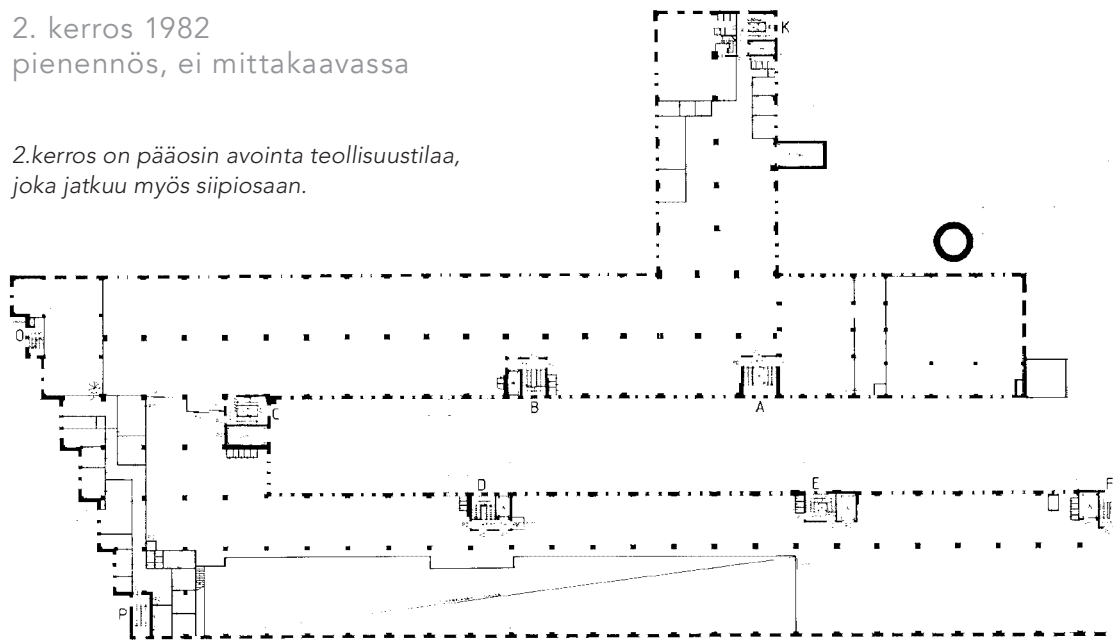 2. kerros 1982
pienennös, ei mittakaavassa
2.kerros on pääosin avointa teollisuustilaa,
joka jatkuu myös siipiosaan.
K
O
B
A
C
D
E
F
P